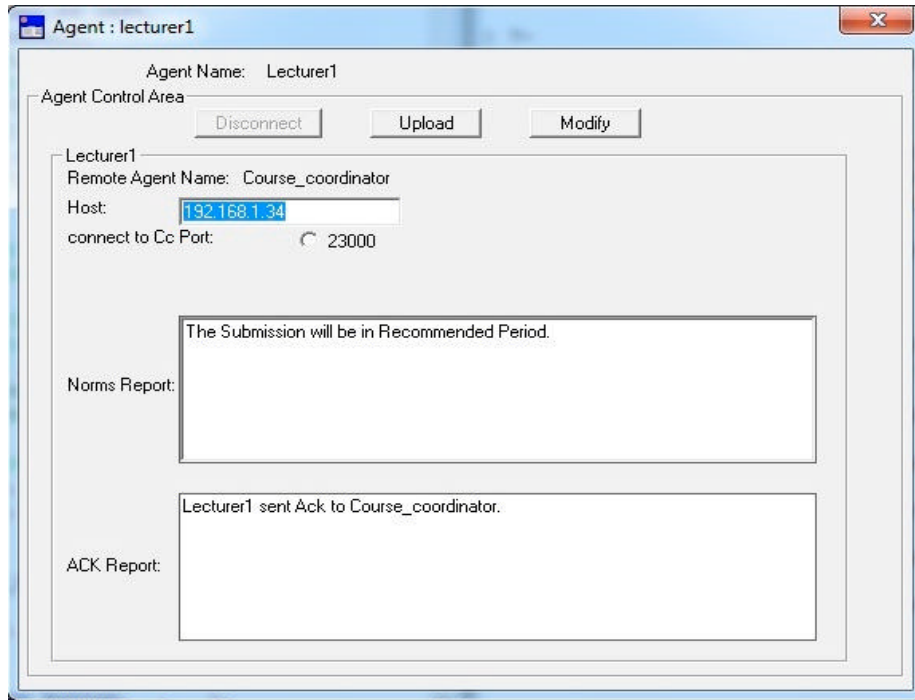 Agent : lecturer1
Agent Name: Lecturer1
Agent Control Area
Disconnect Upload Modify
Lecturer1
Remote Agent Name: Course_coordinator
Host: 192.168.1.34
connect to Cc Port: 23000
The Submission will be in Recommended Period.
Norms Report:
Lecturer1 sent Ack to Course_coordinator.
ACK Report: